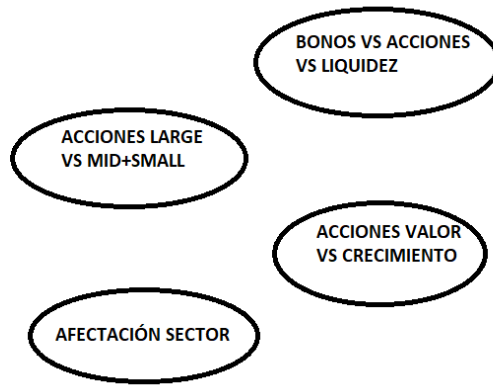 BONOS VS ACCIONES
VS LIQUIDEZ
ACCIONES LARGE
VS MID+SMALL
ACCIONES VALOR
VS CRECIMIENTO
AFECTACIÓN SECTOR